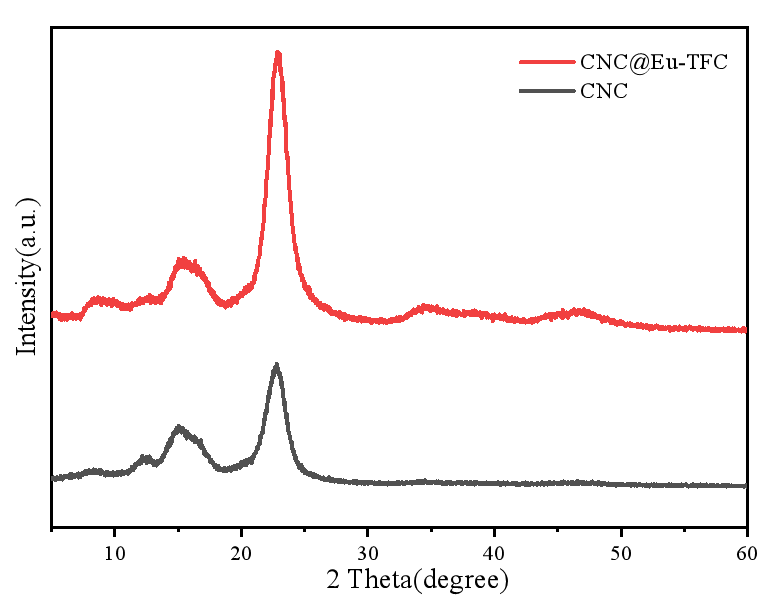 CNC@Eu-TFC
CNC
Intensity(a.u.)
10 20 30 40 50 60
2 Theta(degree)